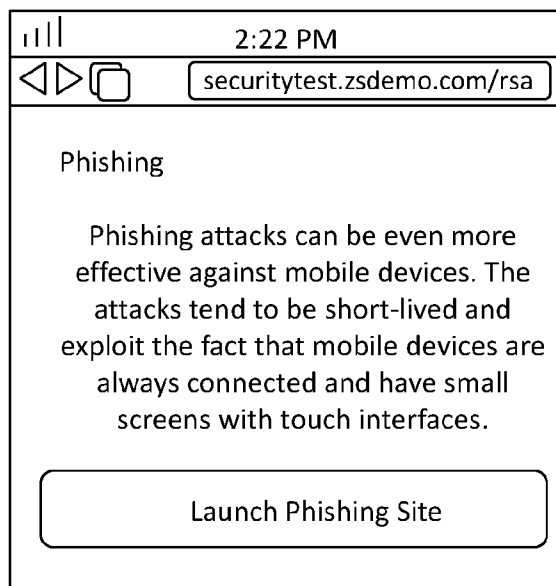 2:22 PM
securitytest.zsdemo.com/rsa
Phishing
Phishing attacks can be even more
effective against mobile devices. The
attacks tend to be short-lived and
exploit the fact that mobile devices are
always connected and have small
screens with touch interfaces.
Launch Phishing Site